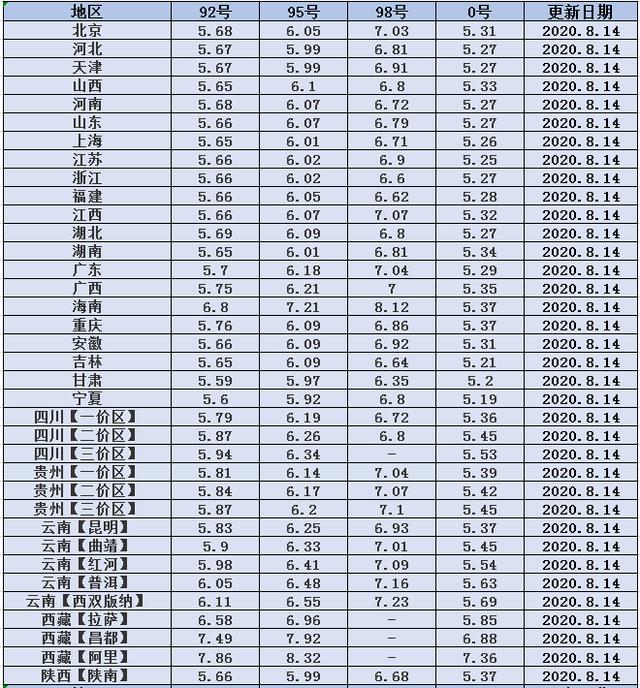 地区 92号 95号 98号 0号 更新日期
北京 5.68 6.05 7.03 5.31 2020.8.14
河北 5.67 5.99 6.81 5.27 2020.8.14
天津 5.67 5.99 6.91 5.27 2020.8.14
山西 5.65 6.1 6.8 5.33 2020.8.14
河南 5.68 6.07 6.72 5.27 2020.8.14
山东 5.66 6.07 6.79 5.27 2020.8.14
上海 5.65 6.01 6.71 5.26 2020.8.14
江苏 5.66 6.02 6.9 5.25 2020.8.14
浙江 5.66 6.02 6.6 5.27 2020.8.14
福建 5.66 6.05 6.62 5.28 2020.8.14
江西 5.66 6.07 7.07 5.32 2020.8.14
湖北 5.69 6.09 6.8 5.27 2020.8.14
湖南 5.65 6.01 6.81 5.34 2020.8.14
广东 5.7 6.18 7.04 5.29 2020.8.14
广西 5.75 6.21 7 5.35 2020.8.14
海南 6.8 7.21 8.12 5.37 2020.8.14
重庆 5.76 6.09 6.86 5.37 2020.8.14
安徽 5.66 6.09 6.92 5.31 2020.8.14
吉林 5.65 6.09 6.64 5.21 2020.8.14
甘肃 5.59 5.97 6.35 5.2 2020.8.14
宁夏 5.6 5.92 6.8 5.19 2020.8.14
四川【一价区】 5.79 6.19 6.72 5.36 2020.8.14
四川【二价区】 5.87 6.26 6.8 5.45 2020.8.14
四川【三价区】 5.94 6.34 - 5.53 2020.8.14
贵州【一价区】 5.81 6.14 7.04 5.39 2020.8.14
贵州【二价区】 5.84 6.17 7.07 5.42 2020.8.14
贵州【三价区】 5.87 6.2 7.1 5.45 2020.8.14
云南【昆明】 5.83 6.25 6.93 5.37 2020.8.14
云南【曲靖】 5.9 6.33 7.01 5.45 2020.8.14
云南【红河】 5.98 6.41 7.09 5.54 2020.8.14
云南【普洱】 6.05 6.48 7.16 5.63 2020.8.14
云南【西双版纳】 6.11 6.55 7.23 5.69 2020.8.14
西藏【拉萨】 6.58 6.96 - 5.85 2020.8.14
西藏【昌都】 7.49 7.92 - 6.88 2020.8.14
西藏【阿里】 7.86 8.32 - 7.36 2020.8.14
陕西【陕南】 5.66 5.99 6.68 5.37 2020.8.14